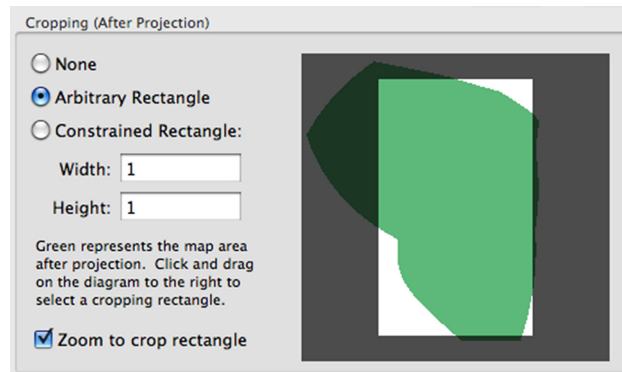 Cropping (After Projection)
None
Arbitrary Rectangle
Constrained Rectangle:
Width: 1
Height: 1
Green represents the map area
after projection. Click and drag
on the diagram to the right to
select a cropping rectangle.
Zoom to crop rectangle